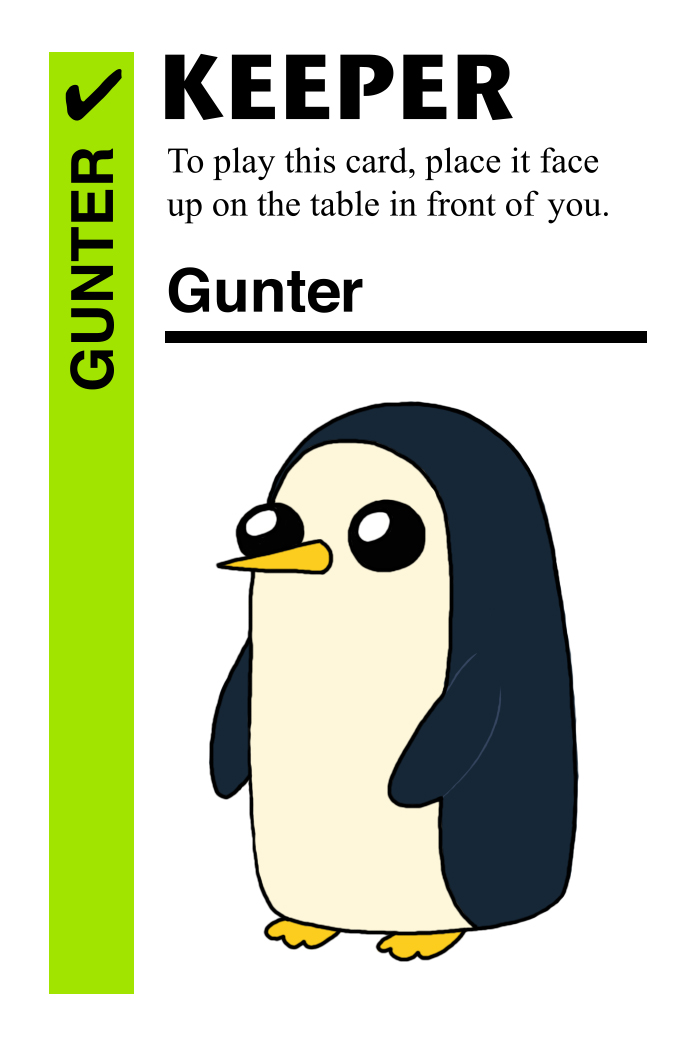 ✔ GUNTER
KEEPER
To play this card, place it face
up on the table in front of you.
Gunter